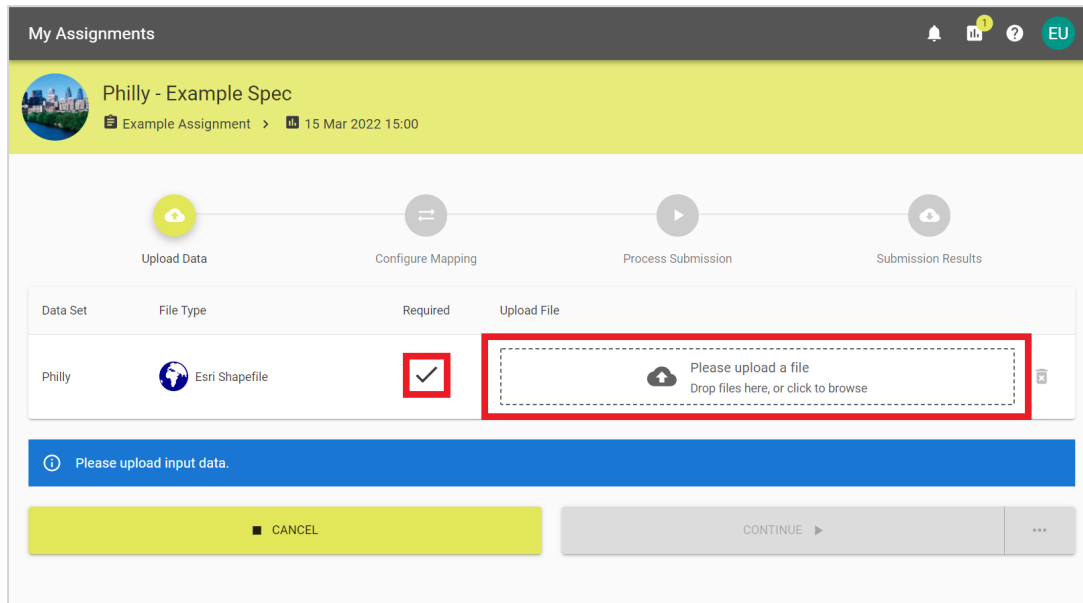 My Assignments
1
EU
Philly - Example Spec
Example Assignment > 15 Mar 2022 15:00
Upload Data
Configure Mapping
Process Submission
Submission Results
Data Set File Type Required Upload File
Philly Esri Shapefile
Please upload a file
Drop files here, or click to browse
Please upload input data.
CANCEL
CONTINUE